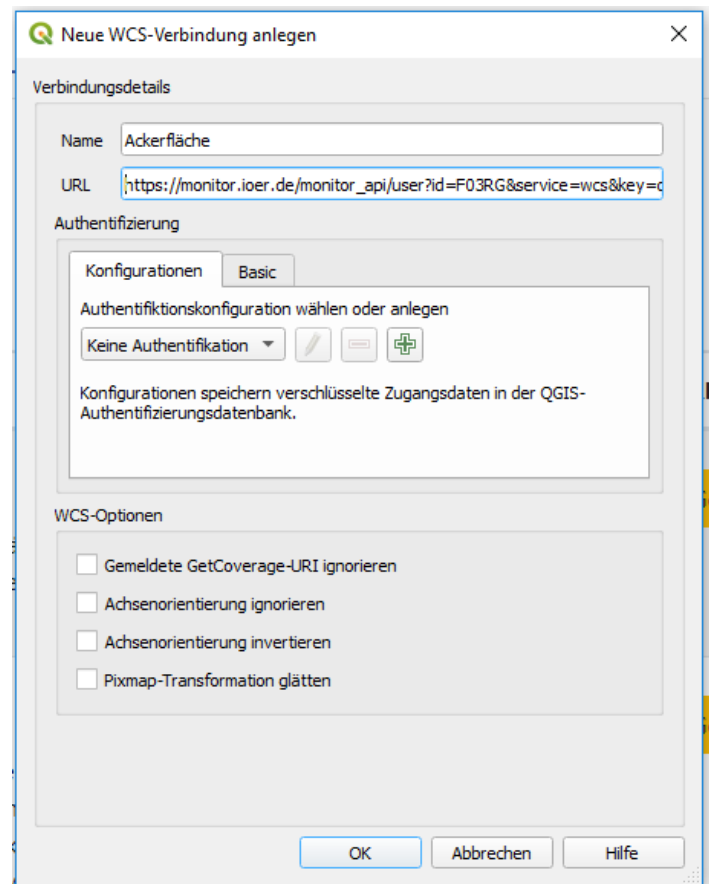 Neue WCS-Verbindung anlegen
Verbindungsdetails
Name Ackerfläche
URL https://monitor.ioer.de/monitor_api/user?id=F03RG&service=wcs&key=
Authentifizierung
Konfigurationen Basic
Authentifiktionskonfiguration wählen oder anlegen
Keine Authentifikation
Konfigurationen speichern verschlüsselte Zugangsdaten in der QGIS-
Authentifizierungsdatenbank.
WCS-Optionen
Gemeldete GetCoverage-URI ignorieren
Achsenorientierung ignorieren
Achsenorientierung invertieren
Pixmap-Transformation glätten
OK Abbrechen Hilfe